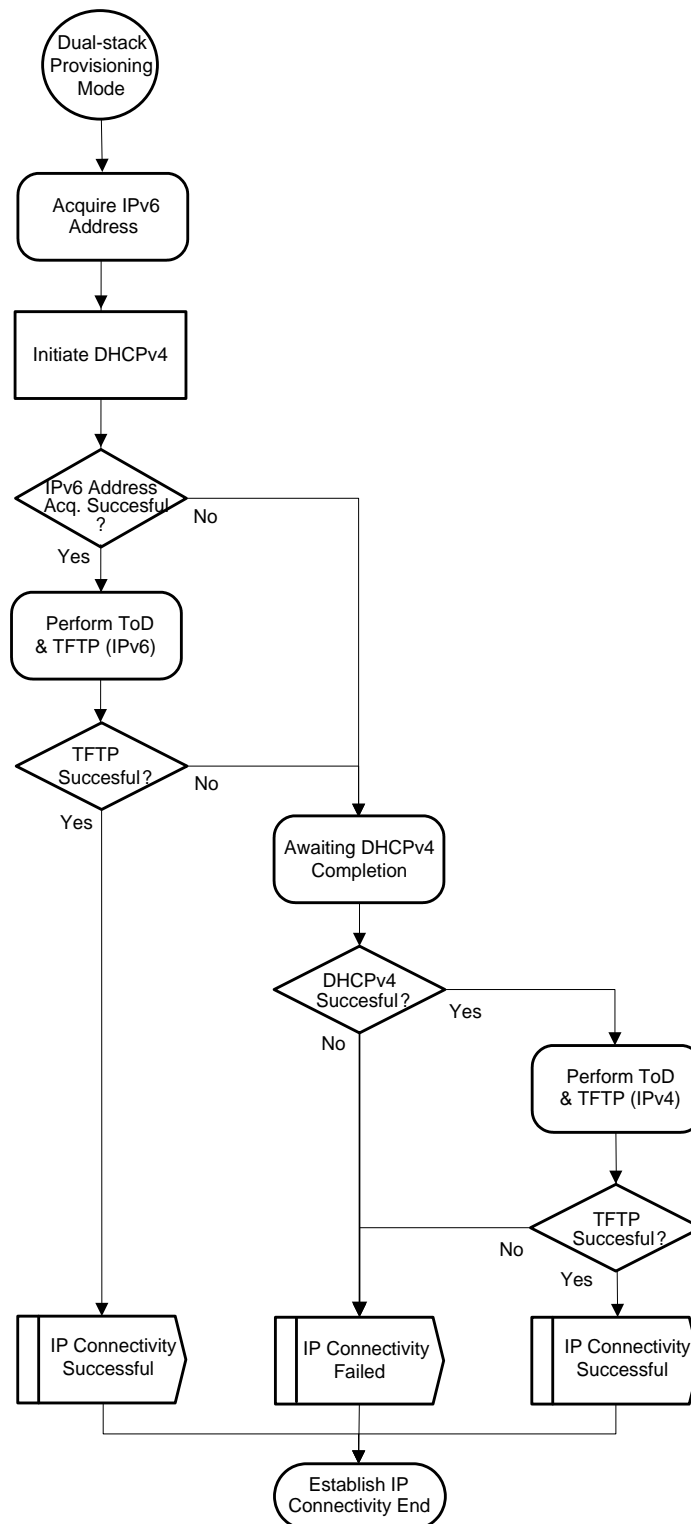 Dual-stack
Provisioning
Mode
Acquire IPv6
Address
Initiate DHCPv4
IPv6 Address
Acq. Succesful
?
No
Yes
Perform ToD
& TFTP (IPv6)
TFTP
Succesful?
No
Yes
Awaiting DHCPv4
Completion
DHCPv4
Succesful?
Yes
No
Perform ToD
& TFTP (IPv4)
TFTP
Succesful?
No
Yes
IP Connectivity
Successful
IP Connectivity
Failed
IP Connectivity
Successful
Establish IP
Connectivity End